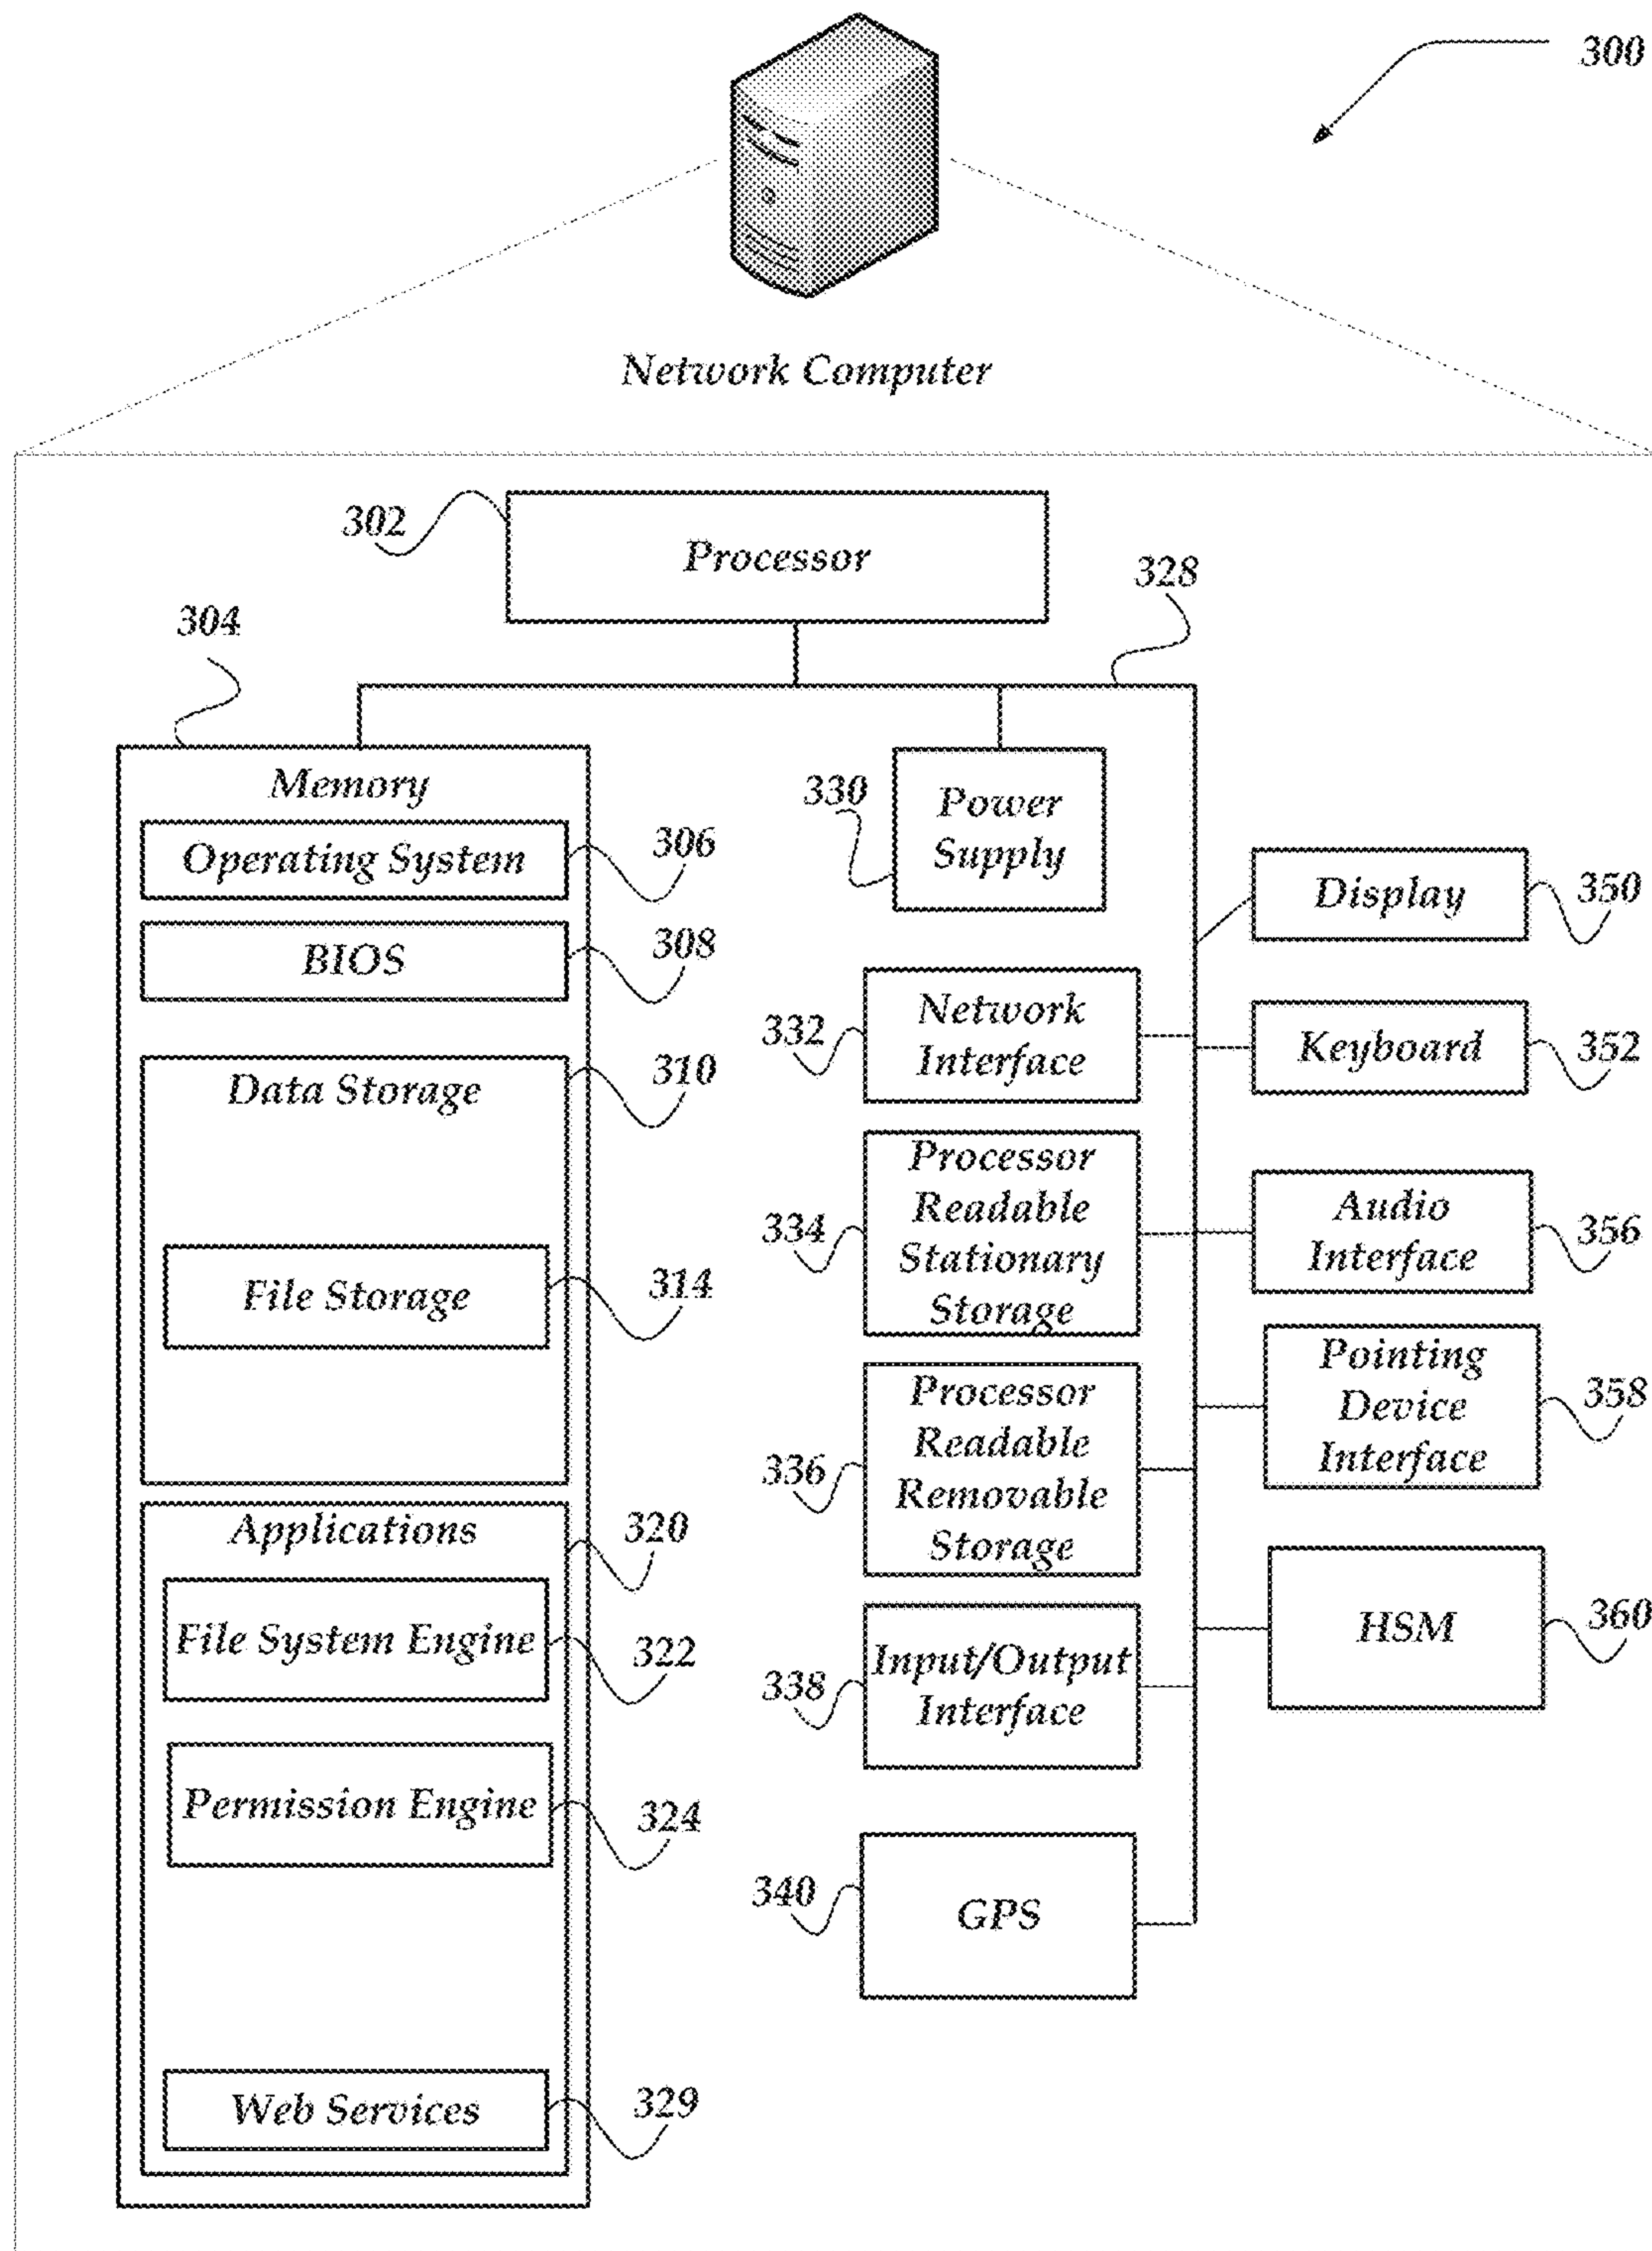 300
Network Computer
302
Processor
328
304
Memory
Operating System
306
BIOS
308
Data Storage
310
File Storage
314
Applications
320
File System Engine
322
Permission Engine
324
Web Services
329
330
Power
Supply
332
Network
Interface
334
Processor
Readable
Stationary
Storage
336
Processor
Readable
Removable
Storage
338
Input/Output
Interface
340
GPS
Display
350
Keyboard
352
Audio
Interface
356
Pointing
Device
Interface
358
HSM
360